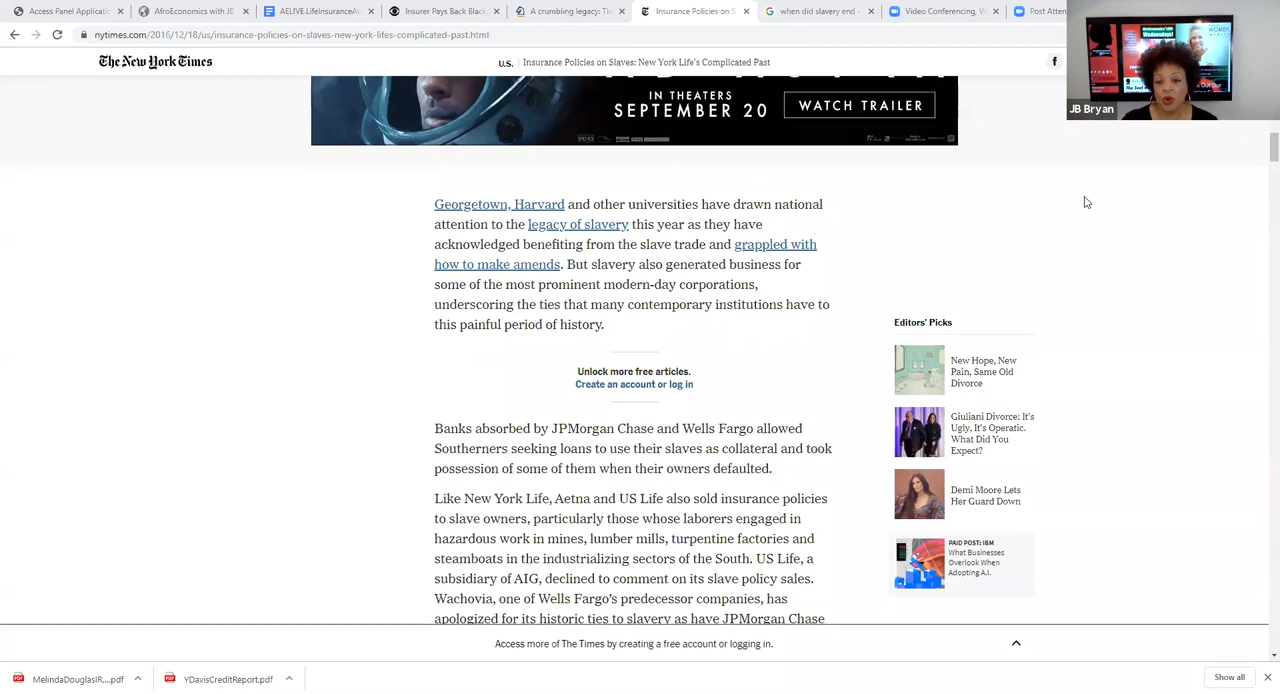 Access Panel Applicati
AfroEconomics with JB
AELIVE.LifeInsuranceAs
Insurer Pays Back Black
A crumbling legacy: Tie
Insurance Policies on S
when did slavery end -
Video Conferencing, W
Post Atten
nytimes.com/2016/12/18/us/insurance-policies-on-slaves-new-york-lifes-complicated-past.html
The New York Times
U.S. | Insurance Policies on Slaves: New York Life's Complicated Past
JB Bryan
IN THEATERS
SEPTEMBER 20
WATCH TRAILER
Georgetown, Harvard and other universities have drawn national
attention to the legacy of slavery this year as they have
acknowledged benefiting from the slave trade and grappled with
how to make amends. But slavery also generated business for
some of the most prominent modern-day corporations,
underscoring the ties that many contemporary institutions have to
this painful period of history.
Unlock more free articles.
Create an account or log in
Banks absorbed by JPMorgan Chase and Wells Fargo allowed
Southerners seeking loans to use their slaves as collateral and took
possession of some of them when their owners defaulted.
Like New York Life, Aetna and US Life also sold insurance policies
to slave owners, particularly those whose laborers engaged in
hazardous work in mines, lumber mills, turpentine factories and
steamboats in the industrializing sectors of the South. US Life, a
subsidiary of AIG, declined to comment on its slave policy sales.
Wachovia, one of Wells Fargo's predecessor companies, has
apologized for its historic ties to slavery as have JPMorgan Chase
Editors' Picks
New Hope, New
Pain, Same Old
Divorce
Giuliani Divorce: It's
Ugly, It's Operatic.
What Did You
Expect?
Demi Moore Lets
Her Guard Down
PAID POST: IBM
What Businesses
Overlook When
Adopting A.I.
Access more of The Times by creating a free account or logging in.
MelindaDouglasIR....pdf
YDavisCreditReport.pdf
Show all